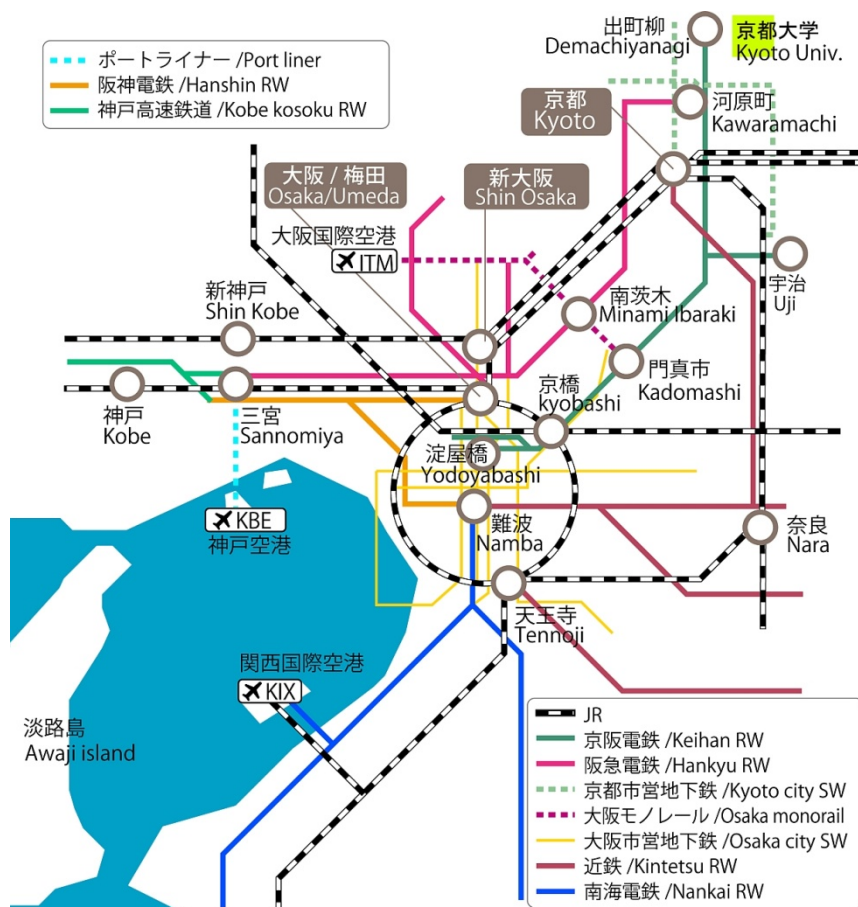 ポートライナー /Port liner
阪神電鉄 /Hanshin RW
神戸高速鉄道 /Kobe kosoku RW
出町柳
Demachiyanagi
京都大学
Kyoto Univ.
京都
Kyoto
河原町
Kawaramachi
大阪 / 梅田
Osaka/Umeda
新大阪
Shin Osaka
大阪国際空港
ITM
宇治
Uji
新神戸
Shin Kobe
南茨木
Minami Ibaraki
門真市
Kadomashi
京橋
kyobashi
神戸
Kobe
三宮
Sannomiya
淀屋橋
Yodoyabashi
KBE
神戸空港
難波
Namba
奈良
Nara
天王寺
Tennoji
関西国際空港
KIX
淡路島
Awaji island
JR
京阪電鉄 /Keihan RW
阪急電鉄 /Hankyu RW
京都市営地下鉄 /Kyoto city SW
大阪モノレール /Osaka monorail
大阪市営地下鉄 /Osaka city SW
近鉄 /Kintetsu RW
南海電鉄 /Nankai RW